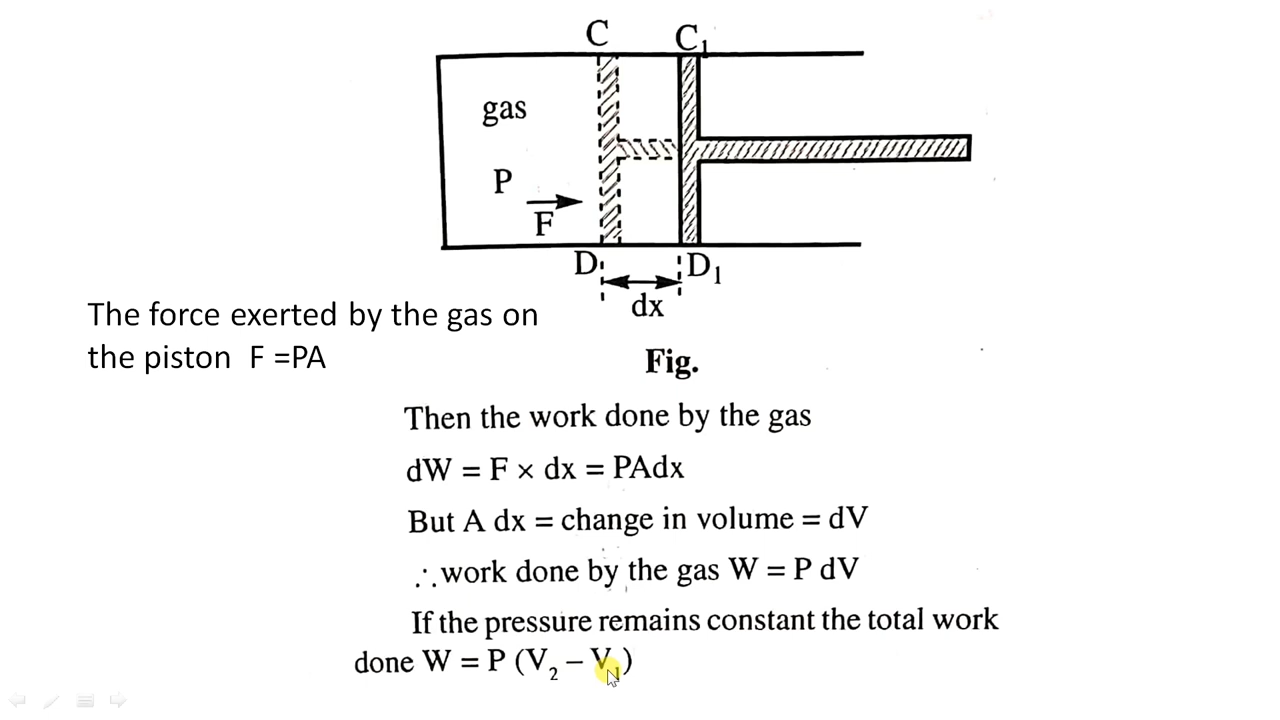 C C₁
gas
P
F
D D₁
dx
The force exerted by the gas on
the piston F =PA
Fig.
Then the work done by the gas
dW = F × dx = PAdx
But A dx = change in volume = dV
∴ work done by the gas W = P dV
If the pressure remains constant the total work
done W = P (V₂ – V₁)